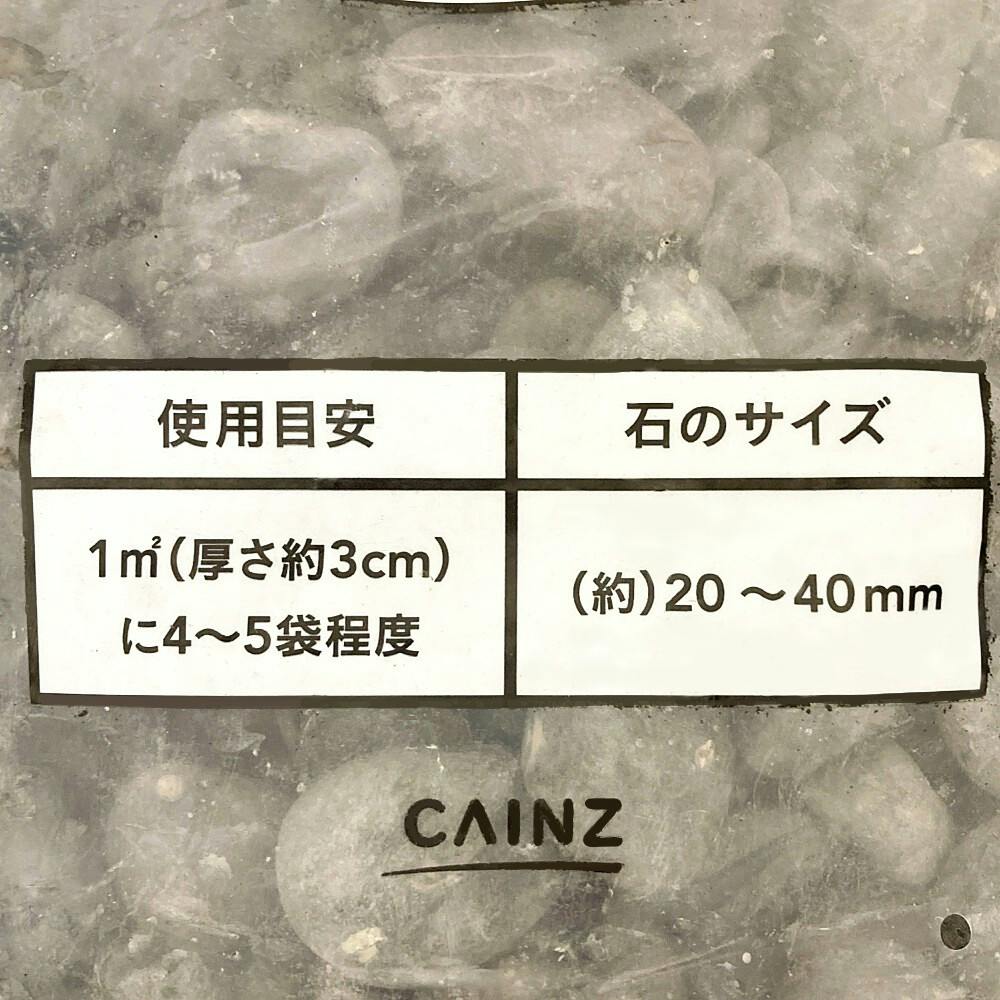 使用目安
石のサイズ
1㎡(厚さ約3cm)
に4～5袋程度
(約)20～40mm
CAINZ